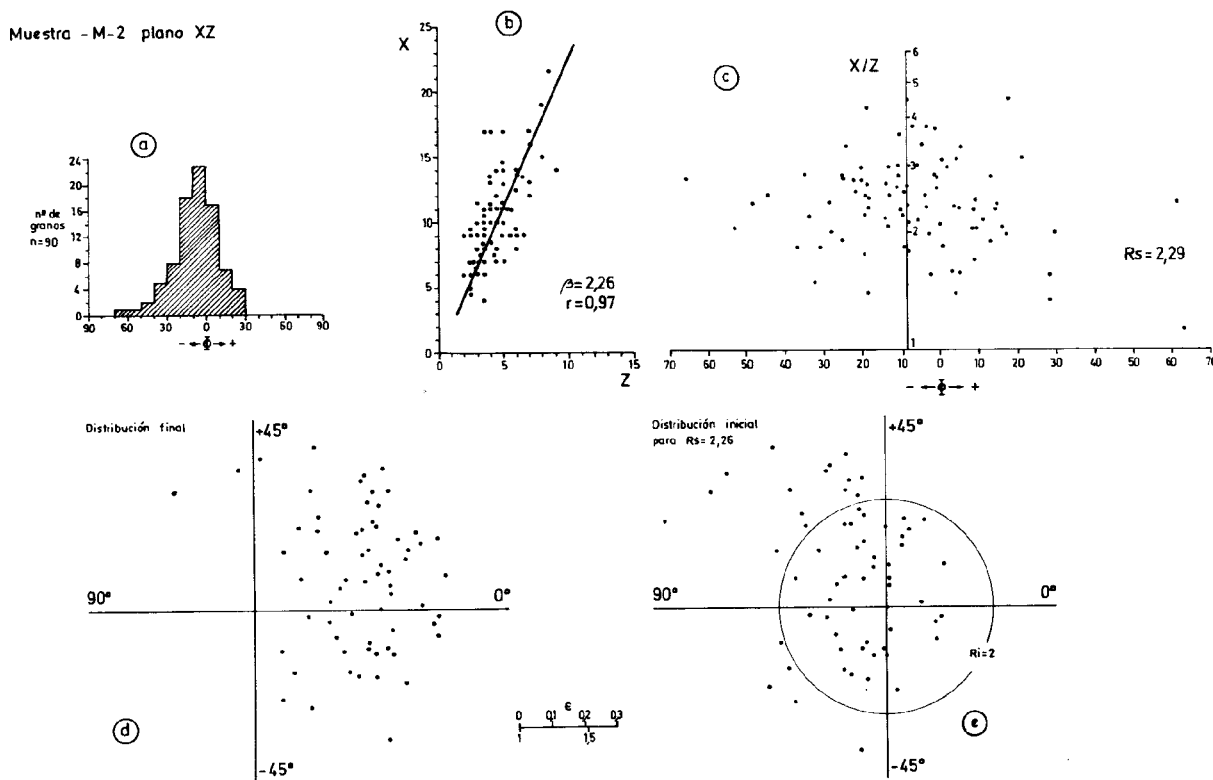 Muestra - M-2 plano XZ
a
24
20
16
12
8
4
0
nº de
granos
n=90
90 60 30 0 30 60 90
- ◄ Φ ► +
b
X
25
20
15
10
5
0
0 5 10 15
Z
β=2,26
r=0,97
c
X/Z
6
5
4
3
2
1
Rs=2,29
70 60 50 40 30 20 10 0 10 20 30 40 50 60 70
- ◄ Φ ► +
Distribución final
+45°
90°
0°
-45°
d
ϵ
0 0,1 0,2 0,3
1 1,5
Distribución inicial
para Rs=2,26
+45°
90°
0°
Ri=2
-45°
e